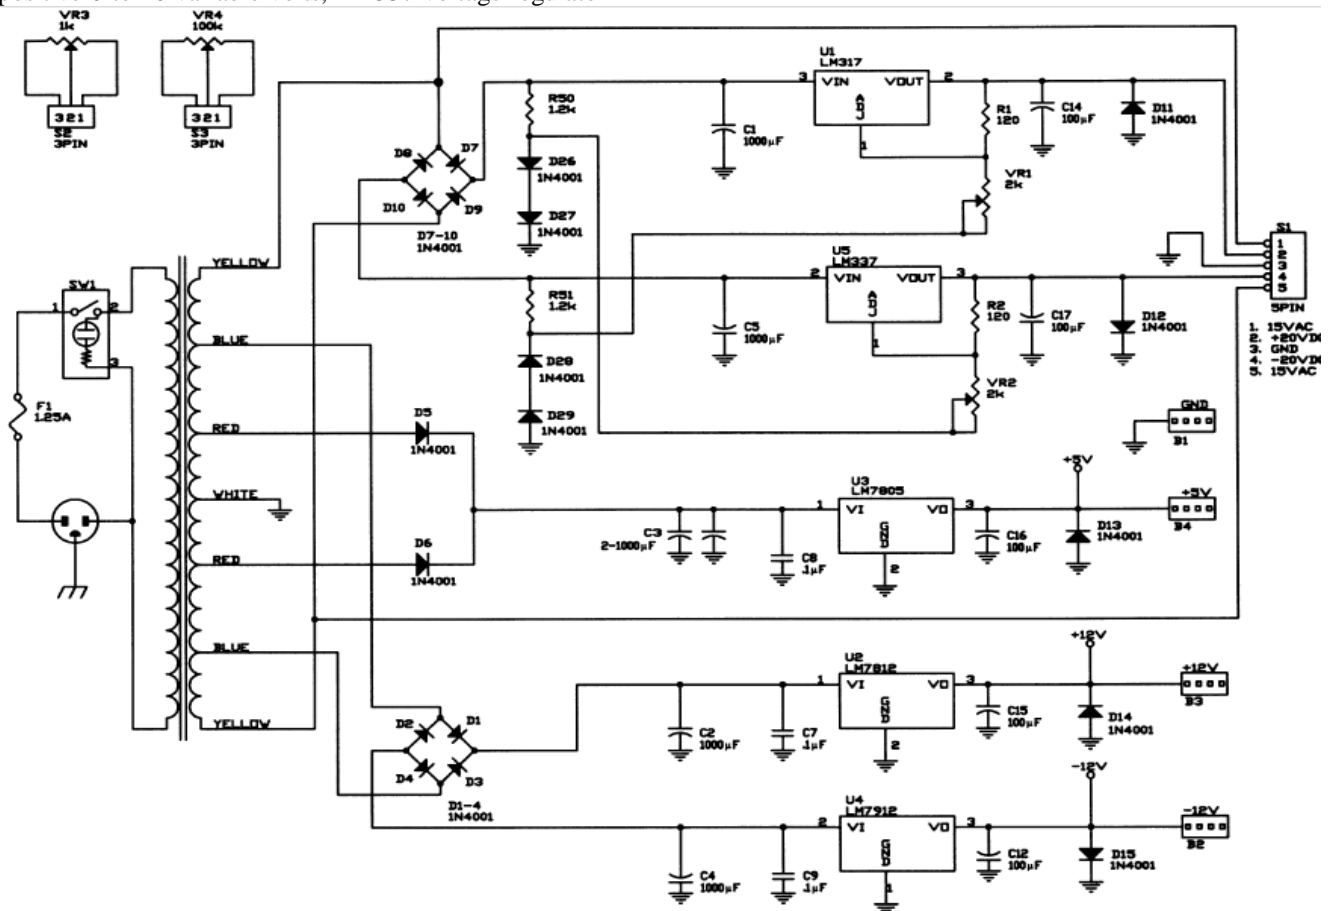 VR3
1k
VR4
100k
321
S2
3PIN
321
S3
3PIN
U1
LM317
3
VIN
VOUT
2
ADJ
1
R50
1.2k
C1
1000µF
R1
120
C14
100µF
D11
1N4001
D8
D7
D10
D9
D7-10
1N4001
D26
1N4001
D27
1N4001
VR1
2k
S1
1
2
3
4
5
5PIN
1. 15VAC
2. +20VDC
3. GND
4. -20VDC
5. 15VAC
YELLOW
U5
LM337
2
VIN
VOUT
3
ADJ
1
SW1
1
2
3
R51
1.2k
C5
1000µF
R2
120
C17
100µF
D12
1N4001
BLUE
D28
1N4001
D29
1N4001
VR2
2k
F1
1.25A
GND
B1
RED
D5
1N4001
WHITE
U3
LM7805
1
VI
VO
3
GND
2
+5V
+5V
B4
C3
2-1000µF
C8
.1µF
C16
100µF
D13
1N4001
RED
D6
1N4001
BLUE
U2
LM7812
1
VI
VO
3
GND
2
+12V
+12V
B3
YELLOW
D2
D1
D4
D3
D1-4
1N4001
C2
1000µF
C7
.1µF
C15
100µF
D14
1N4001
U4
LM7912
2
VI
VO
3
GND
1
-12V
-12V
B2
C4
1000µF
C9
.1µF
C12
100µF
D15
1N4001